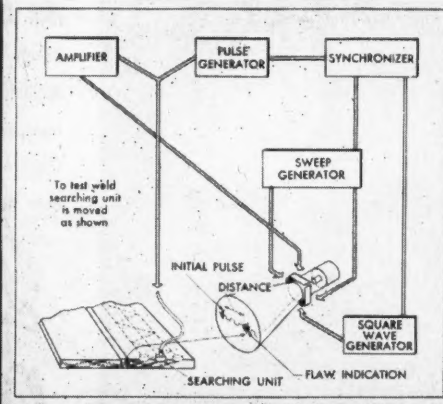 AMPLIFIER
PULSE
GENERATOR
SYNCHRONIZER
SWEEP
GENERATOR
To test weld
searching unit
is moved
as shown
INITIAL PULSE
DISTANCE
SQUARE
WAVE
GENERATOR
FLAW INDICATION
SEARCHING UNIT